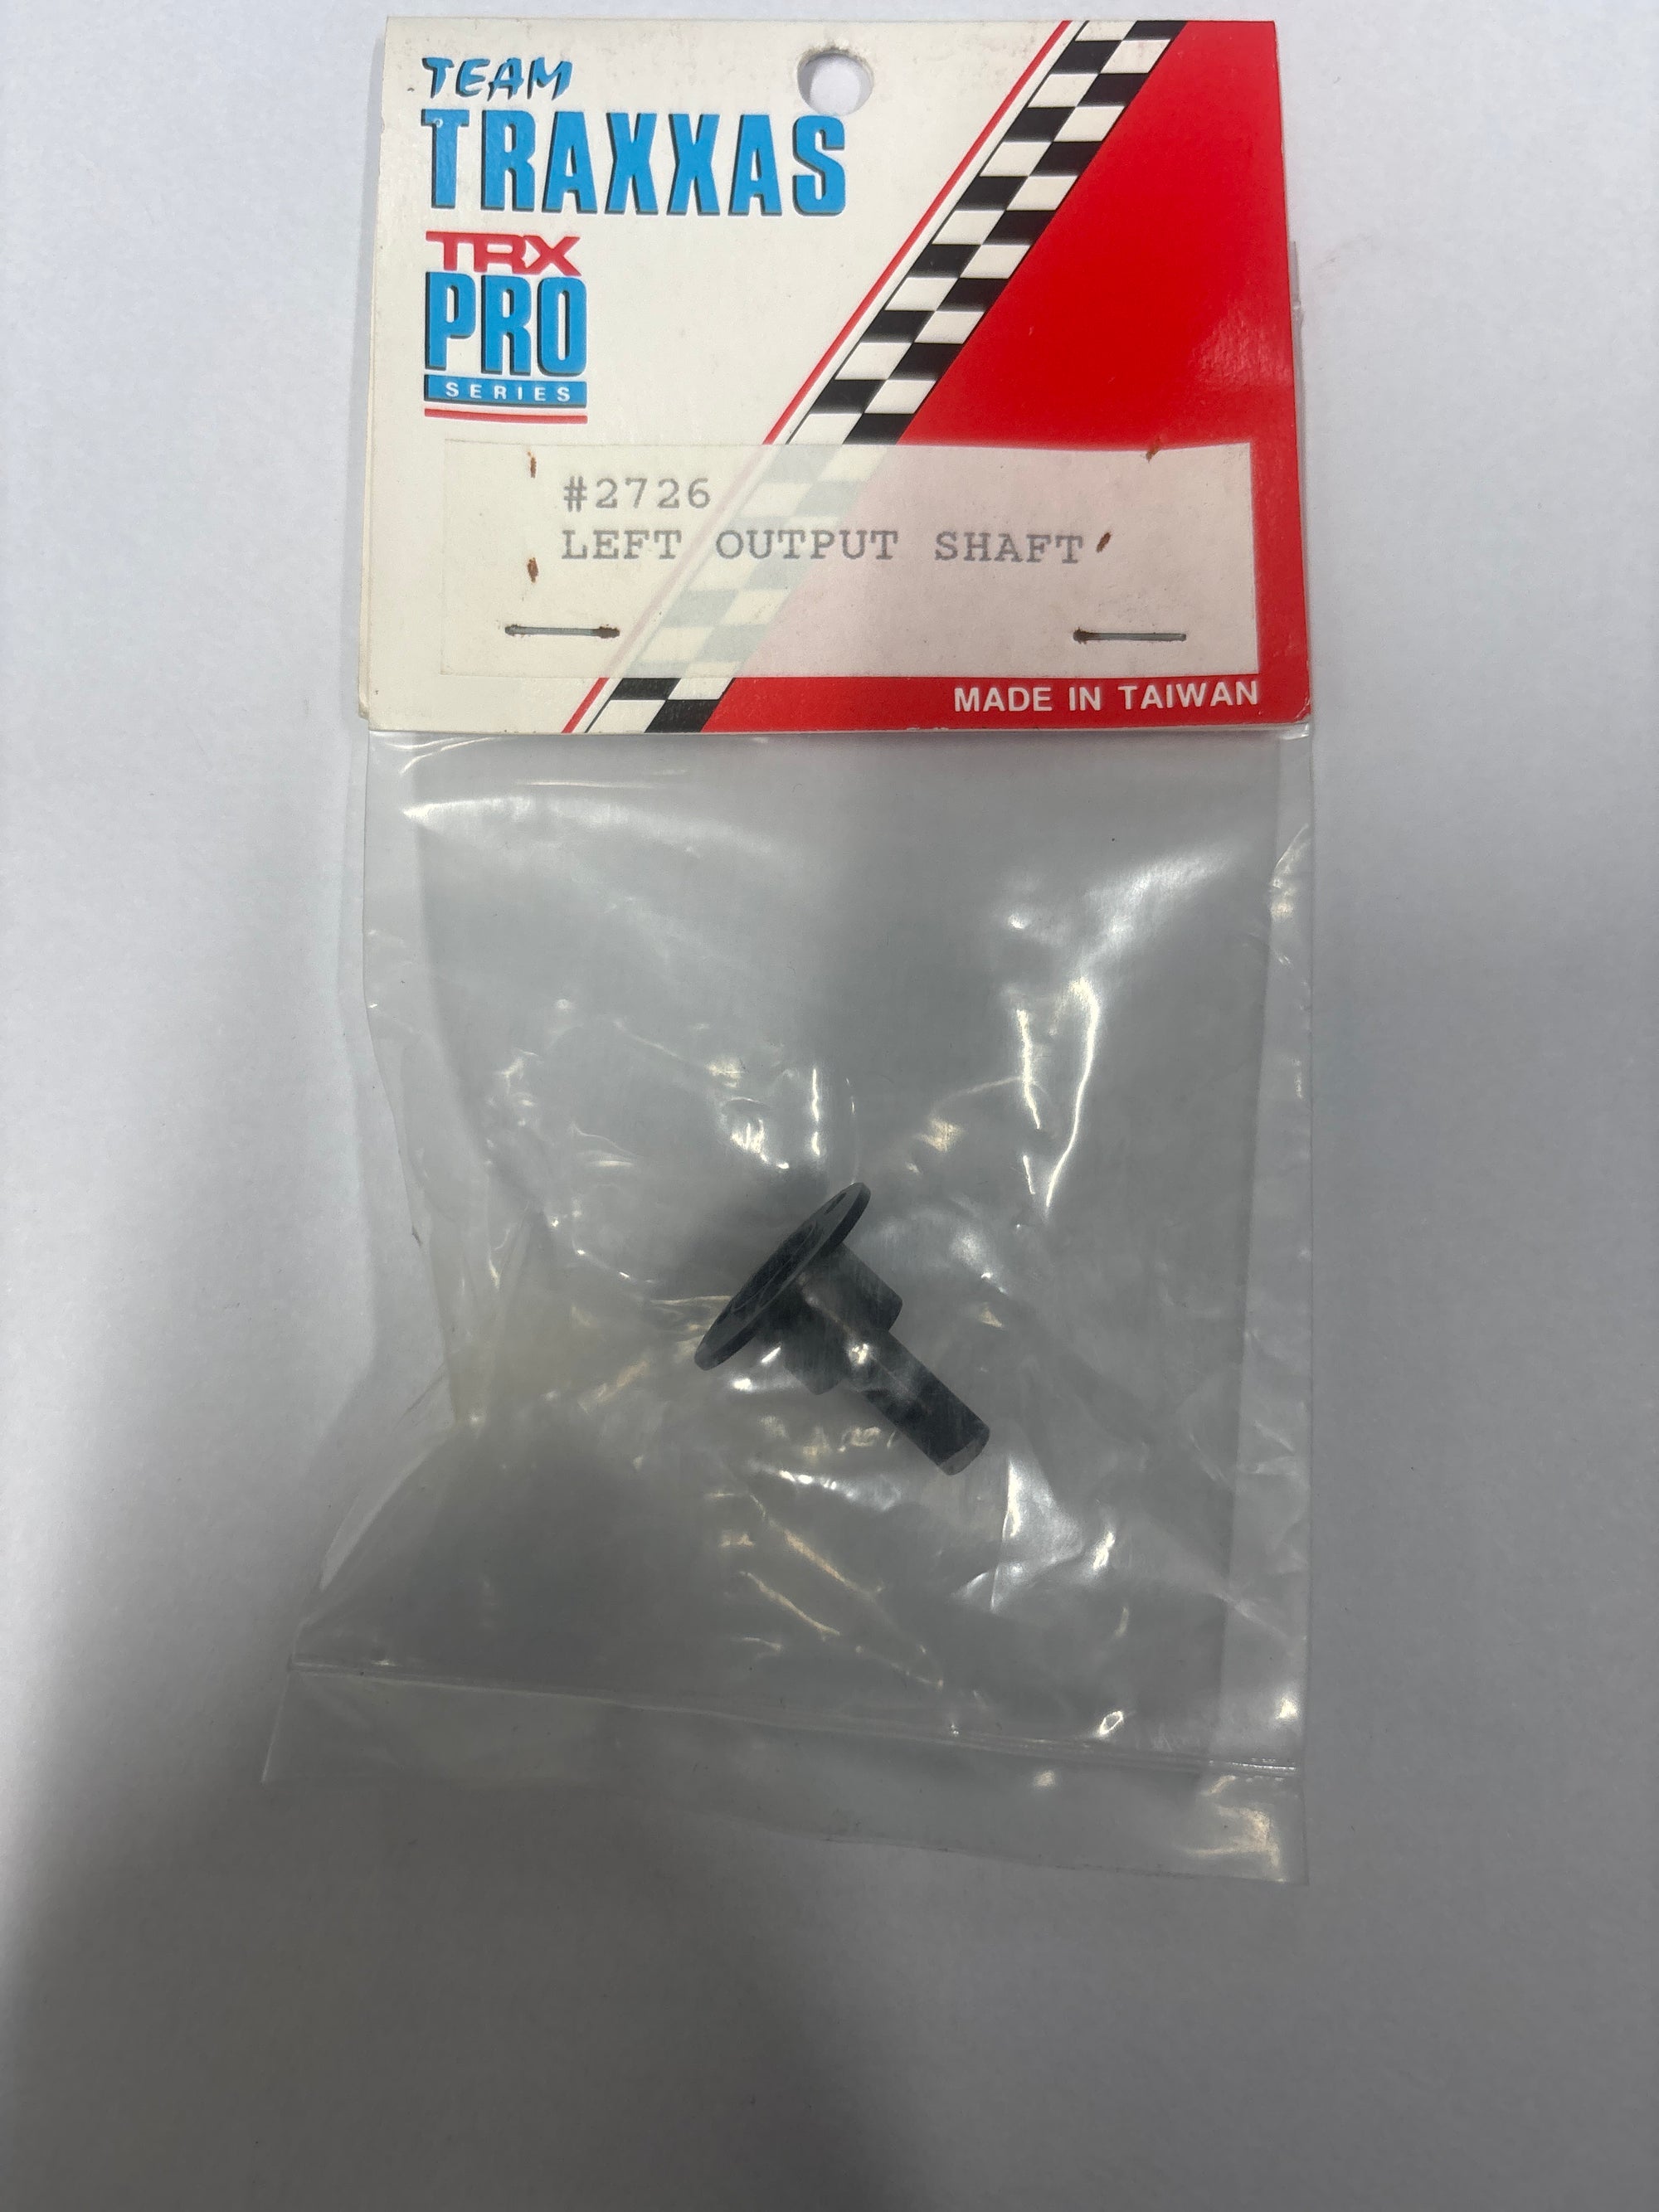 TEAM
TRAXXAS
TRX
PRO
SERIES
#2726
LEFT OUTPUT SHAFT
MADE IN TAIWAN